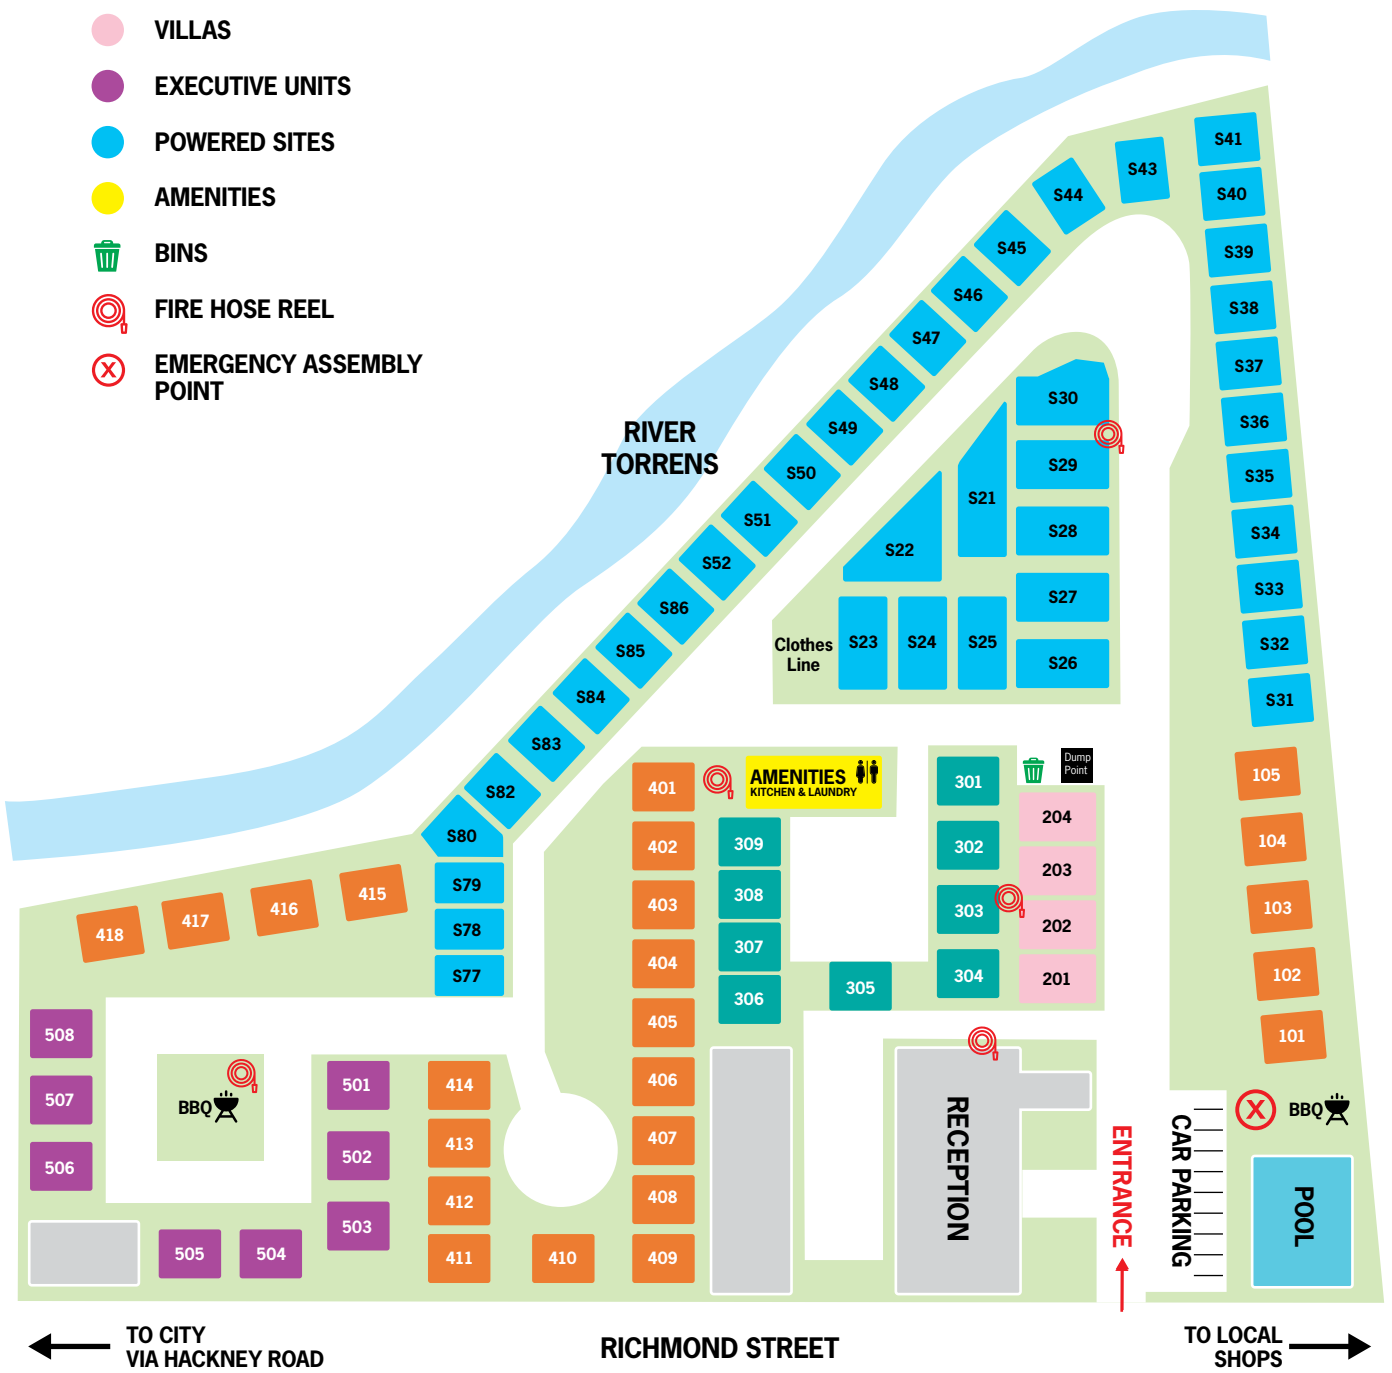 VILLAS
EXECUTIVE UNITS
POWERED SITES
AMENITIES
BINS
FIRE HOSE REEL
X
EMERGENCY ASSEMBLY
POINT
RIVER
TORRENS
S41
S43
S40
S44
S39
S45
S38
S46
S47
S37
S48
S36
S49
S35
S50
S34
S51
S33
S52
S32
S86
S31
S85
S84
S83
S82
S80
S79
S78
S77
S30
S29
S21
S28
S22
S27
S23
S24
S25
S26
Clothes
Line
AMENITIES
KITCHEN & LAUNDRY
Dump
Point
401
402
403
404
405
406
407
408
409
410
411
412
413
414
309
308
307
306
305
301
302
303
304
204
203
202
201
105
104
103
102
101
415
416
417
418
508
507
506
505
504
501
502
503
BBQ
RECEPTION
ENTRANCE
CAR PARKING
X
BBQ
POOL
TO CITY
VIA HACKNEY ROAD
RICHMOND STREET
TO LOCAL
SHOPS